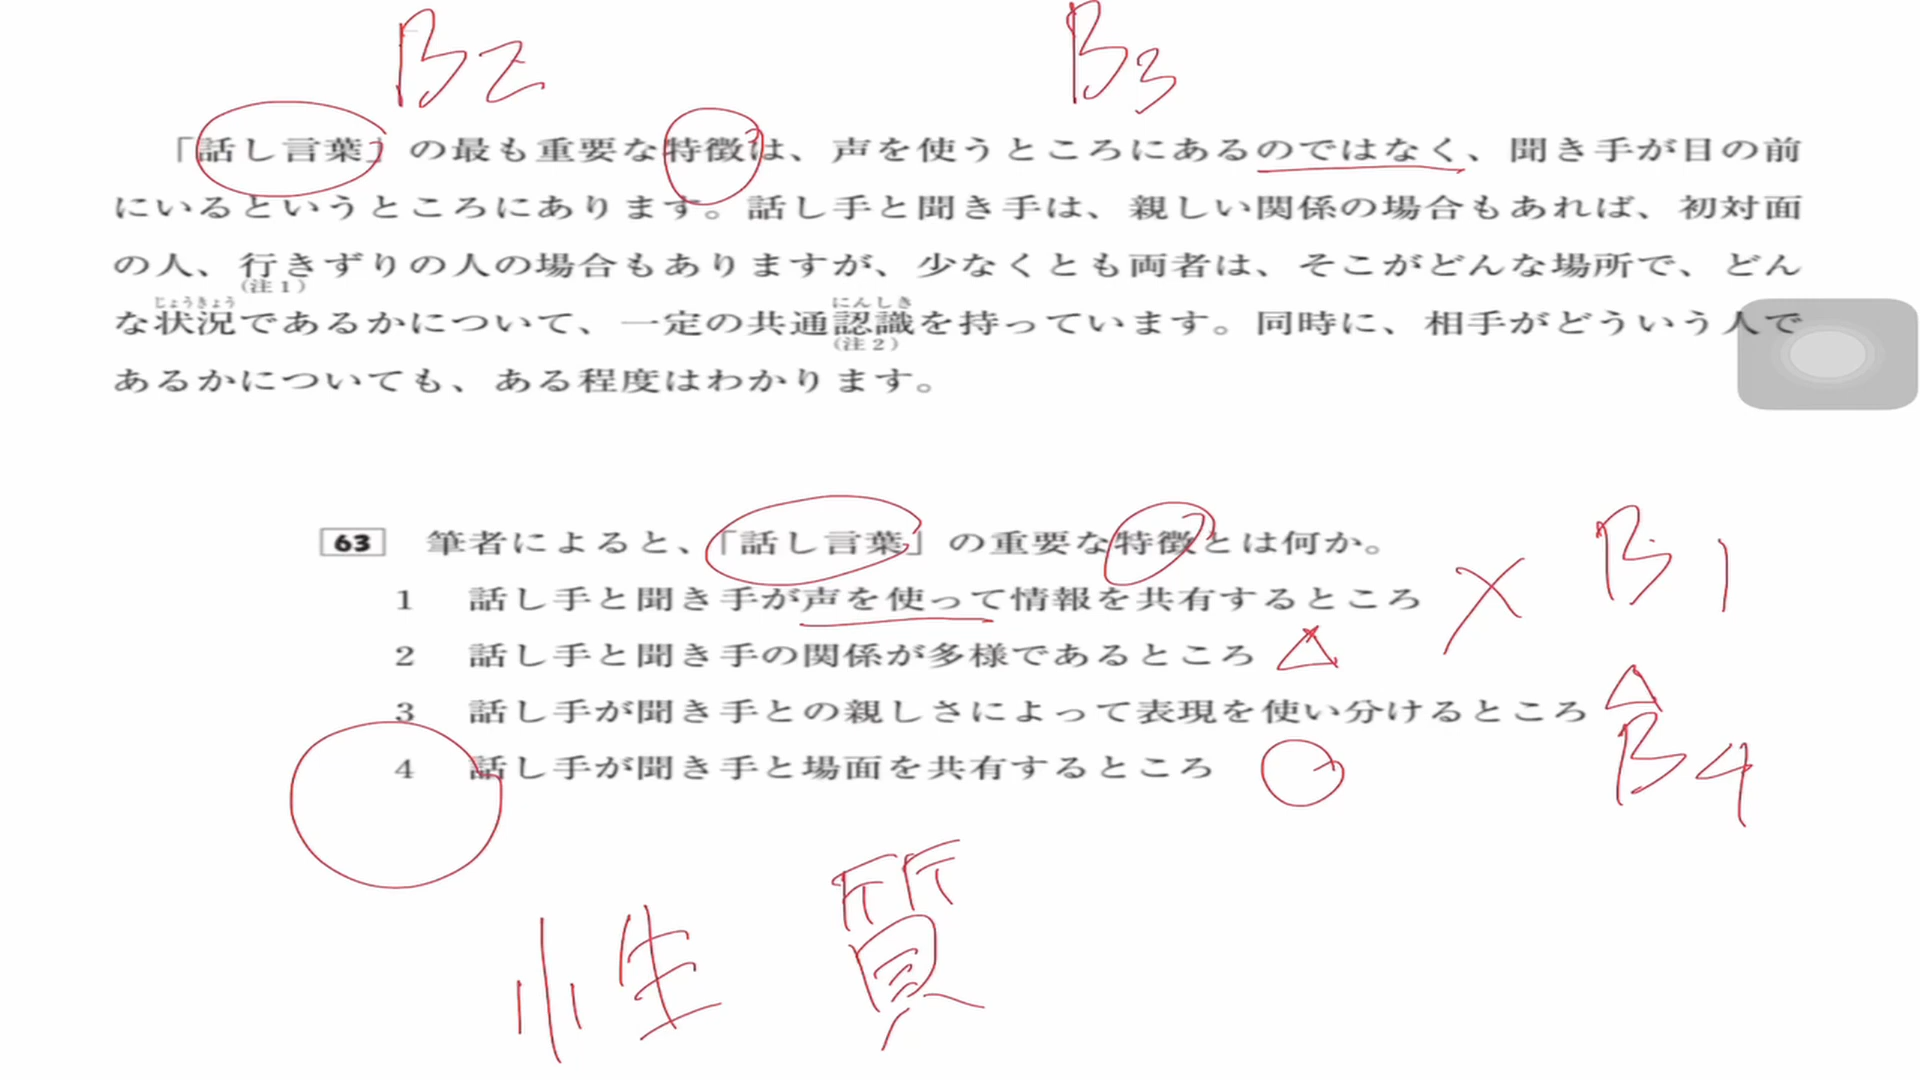 B2
B3
「話し言葉」の最も重要な特徴は、声を使うところにあるのではなく、聞き手が目の前
にいるというところにあります。話し手と聞き手は、親しい関係の場合もあれば、初対面
の人、行きずりの人の場合もありますが、少なくとも両者は、そこがどんな場所で、どん
(注1)
じょうきょう
にんしき
な状況であるかについて、一定の共通認識を持っています。同時に、相手がどういう人で
(注2)
あるかについても、ある程度はわかります。
63 筆者によると、「話し言葉」の重要な特徴とは何か。
B1
1 話し手と聞き手が声を使って情報を共有するところ ×
2 話し手と聞き手の関係が多様であるところ △
3 話し手が聞き手との親しさによって表現を使い分けるところ △
4 話し手が聞き手と場面を共有するところ ○
B4
性質